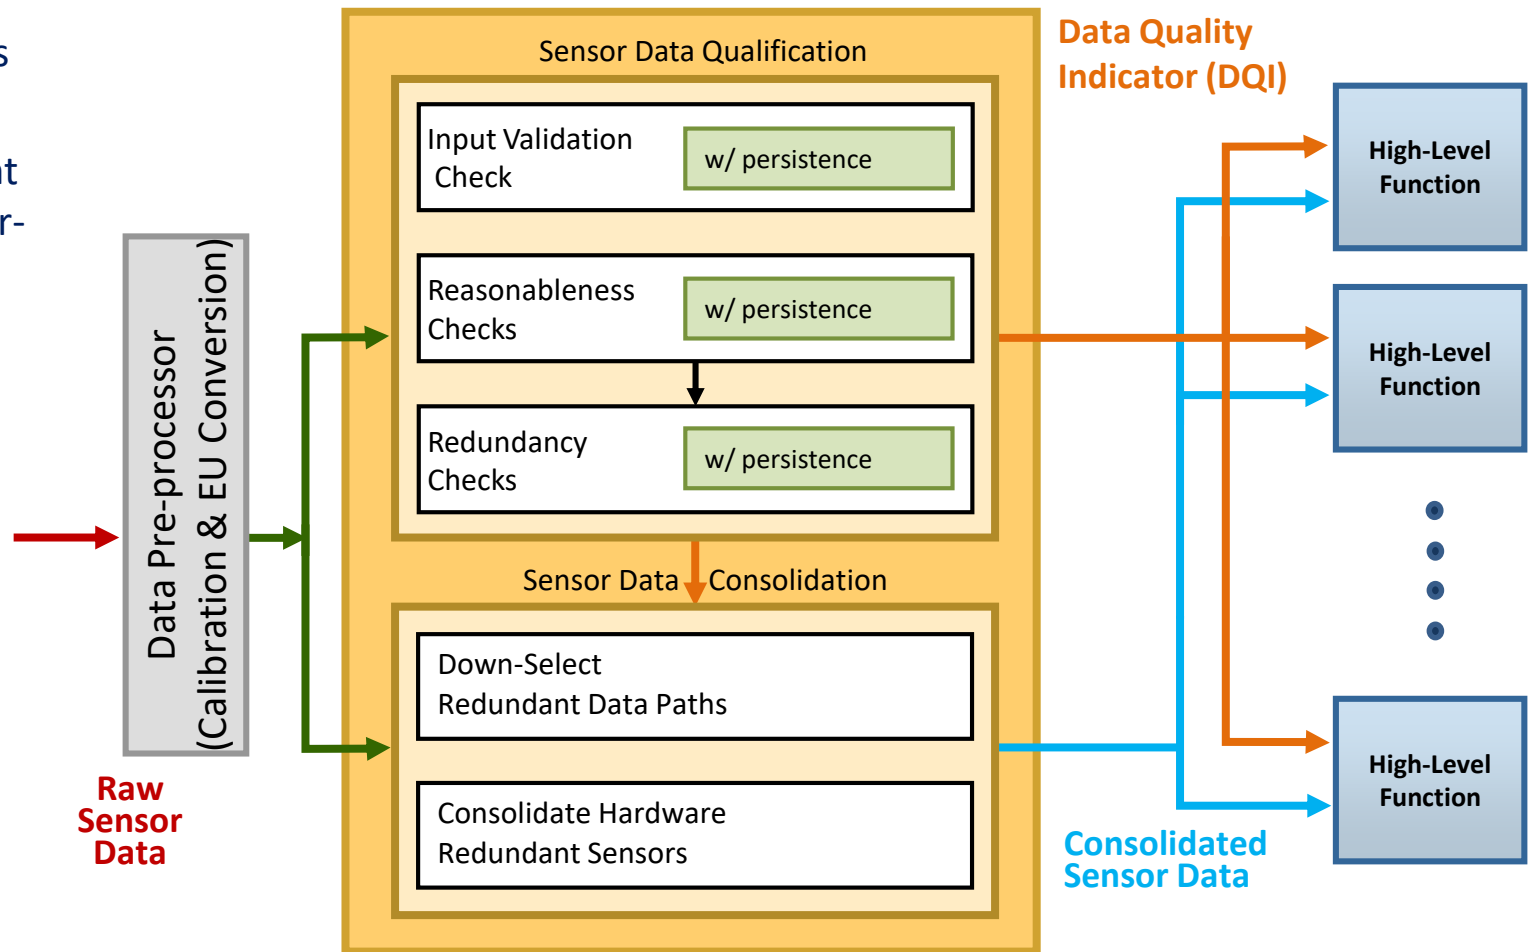 s
nt
r-
Sensor Data Qualification
Data Quality
Indicator (DQI)
Input Validation
Check
w/ persistence
Reasonableness
Checks
w/ persistence
Redundancy
Checks
w/ persistence
Data Pre-processor
(Calibration & EU Conversion)
Raw
Sensor
Data
Sensor Data Consolidation
Down-Select
Redundant Data Paths
Consolidate Hardware
Redundant Sensors
Consolidated
Sensor Data
High-Level
Function
High-Level
Function
High-Level
Function